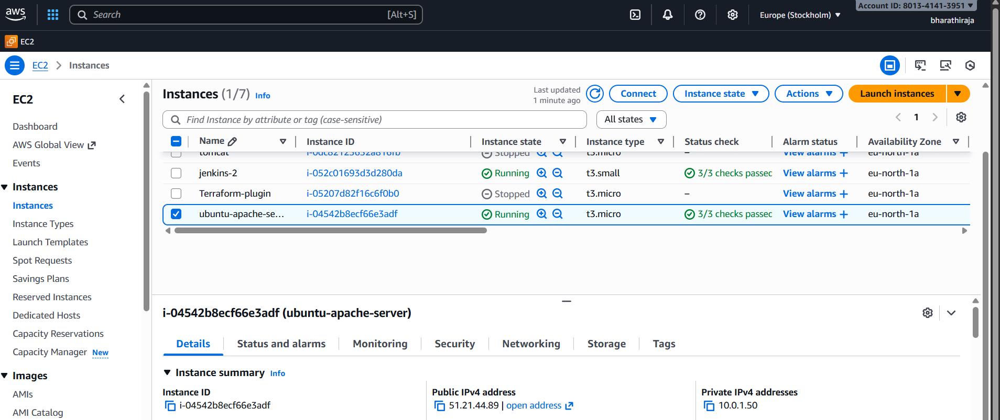 aws
Search [Alt+S]
Europe (Stockholm)
Account ID: 8013-4141-3951
bharathiraja
EC2
EC2 Instances
EC2
Dashboard
AWS Global View
Events
Instances
Instances
Instance Types
Launch Templates
Spot Requests
Savings Plans
Reserved Instances
Dedicated Hosts
Capacity Reservations
Capacity Manager New
Images
AMIs
AMI Catalog
Instances (1/7) Info
Last updated
1 minute ago
Connect Instance state Actions Launch instances
Find Instance by attribute or tag (case-sensitive)
All states
1
Name Instance ID Instance state Instance type Status check Alarm status Availability Zone
tomcat Stopped t3.micro – View alarms + eu-north-1a
jenkins-2 i-052c01693d3d280da Running t3.small 3/3 checks passed View alarms + eu-north-1a
Terraform-plugin i-05207d82f16c6f0b0 Stopped t3.micro – View alarms + eu-north-1a
ubuntu-apache-se... i-04542b8ecf66e3adf Running t3.micro 3/3 checks passed View alarms + eu-north-1a
i-04542b8ecf66e3adf (ubuntu-apache-server)
Details Status and alarms Monitoring Security Networking Storage Tags
Instance summary Info
Instance ID
i-04542b8ecf66e3adf
Public IPv4 address
51.21.44.89 | open address
Private IPv4 addresses
10.0.1.50